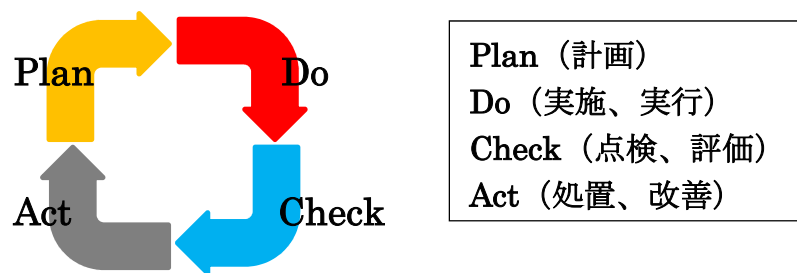 Plan
Do
Act
Check
Plan（計画）
Do（実施、実行）
Check（点検、評価）
Act（処置、改善）